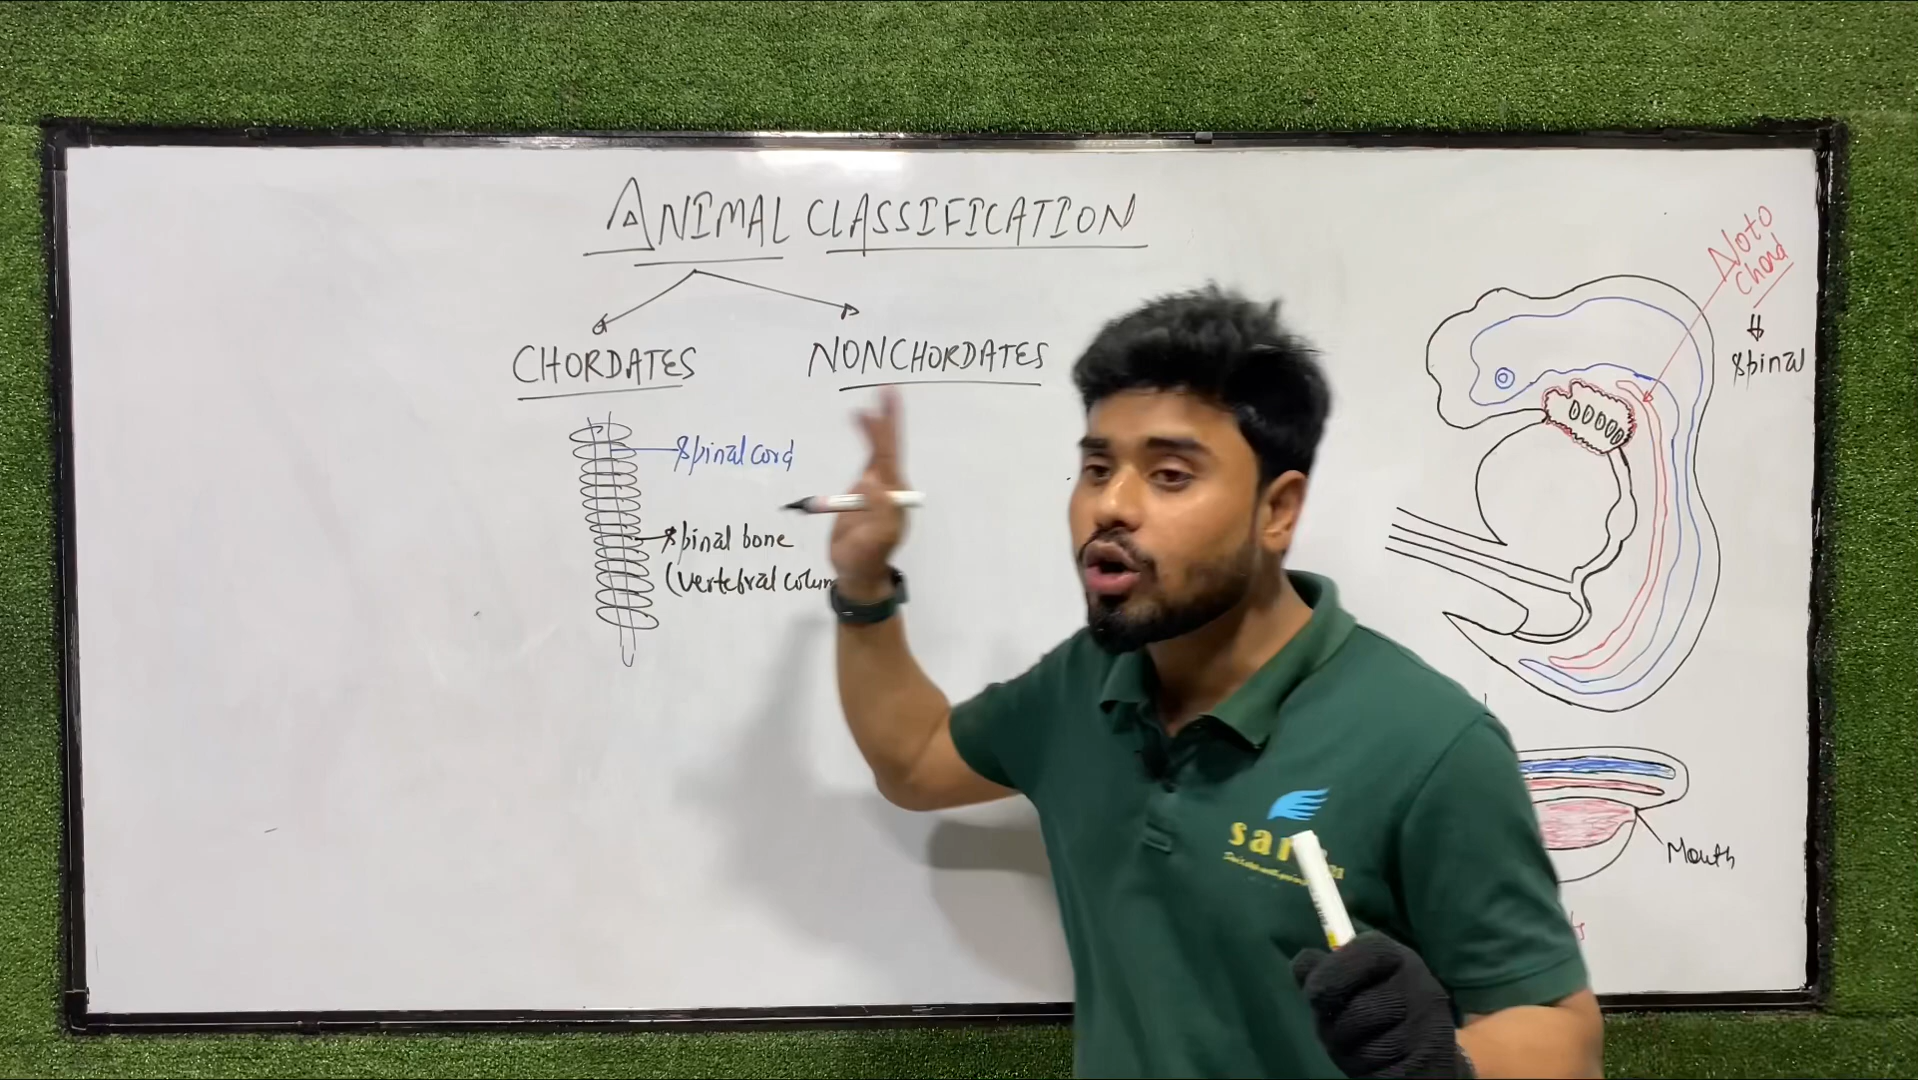 ANIMAL CLASSIFICATION
CHORDATES
NONCHORDATES
Spinal cord
Spinal bone
(Vertebral colum
Noto
Chord
Spinal
Mouth